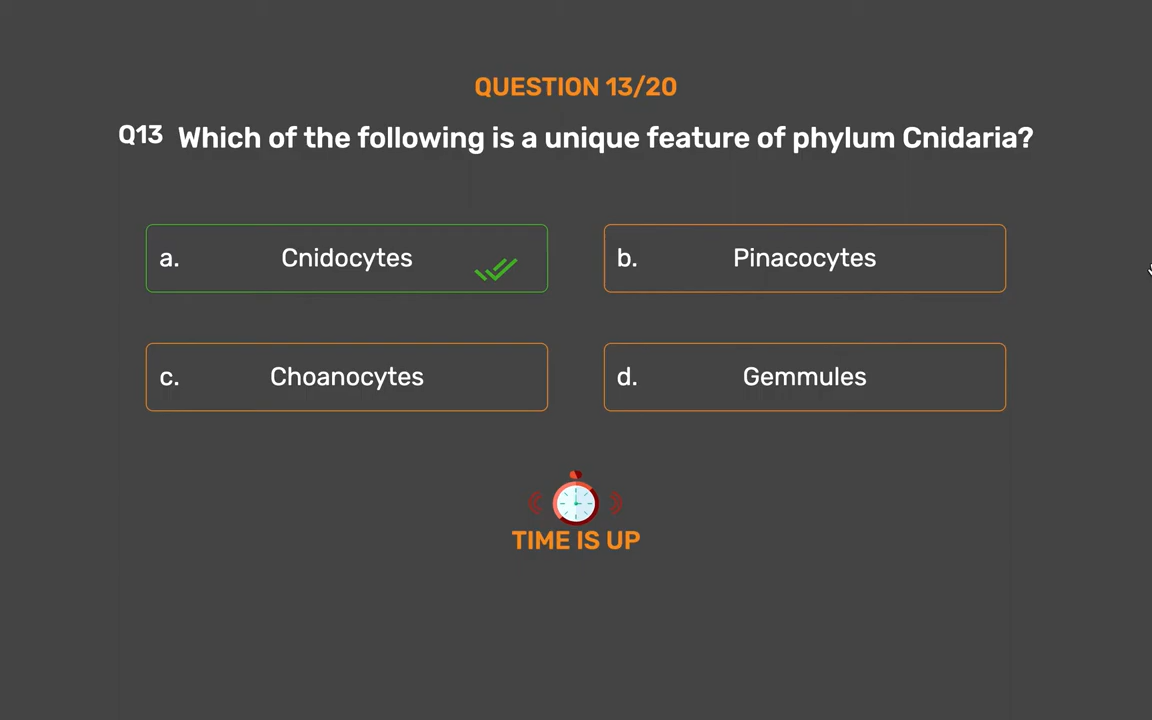 QUESTION 13/20
Q13 Which of the following is a unique feature of phylum Cnidaria?
a. Cnidocytes
b. Pinacocytes
c. Choanocytes
d. Gemmules
TIME IS UP